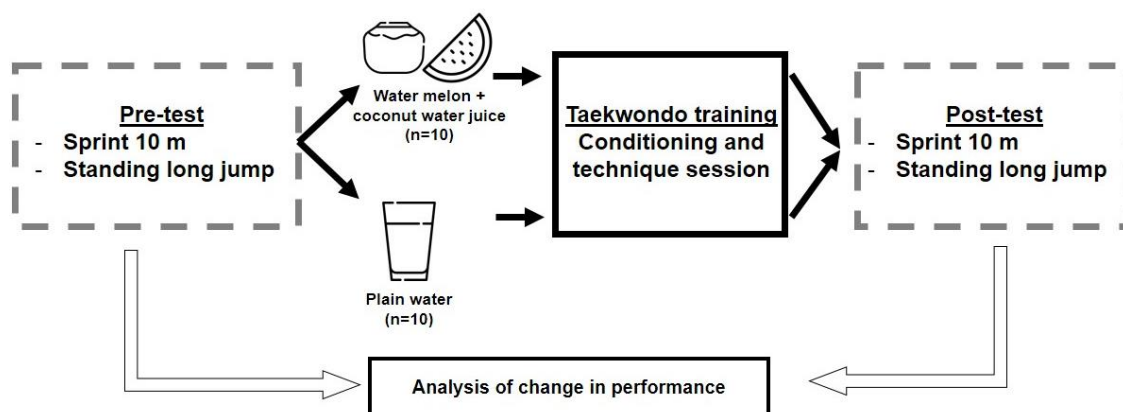 Pre-test
- Sprint 10 m
- Standing long jump
Water melon +
coconut water juice
(n=10)
Plain water
(n=10)
Taekwondo training
Conditioning and
technique session
Post-test
- Sprint 10 m
- Standing long jump
Analysis of change in performance